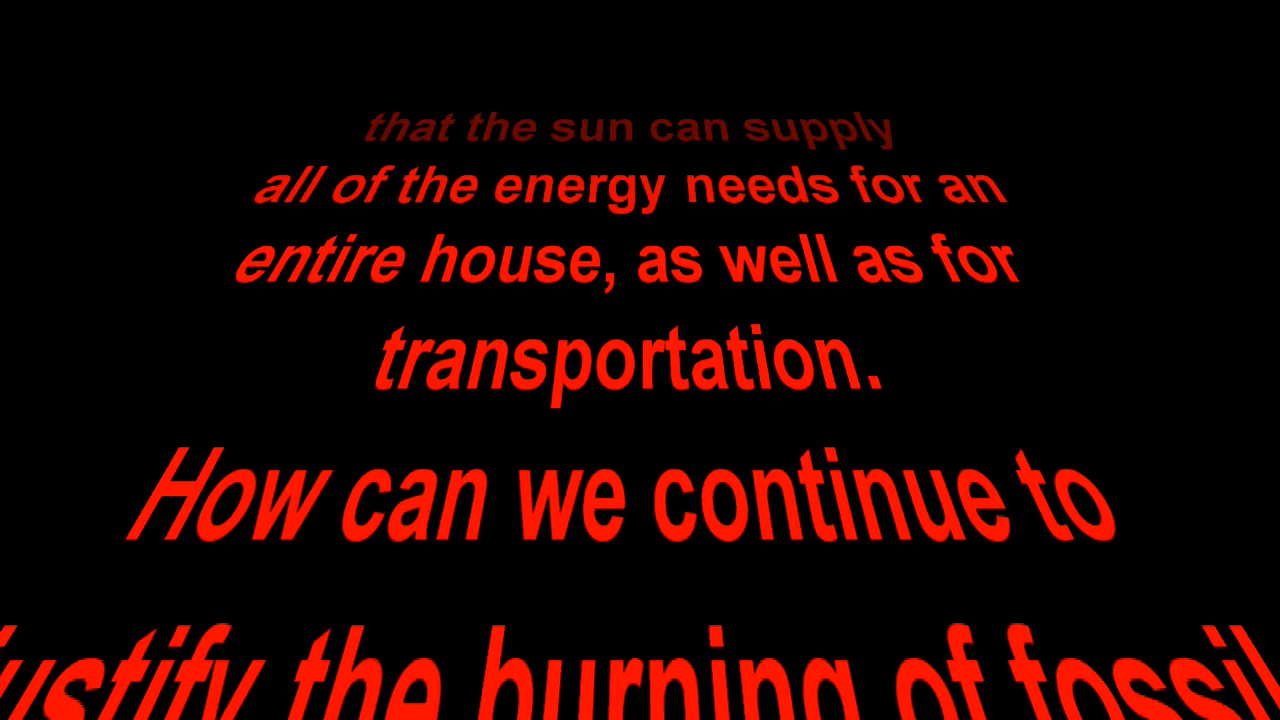 that the sun can supply
all of the energy needs for an
entire house, as well as for
transportation.
How can we continue to
justify the burning of fossil